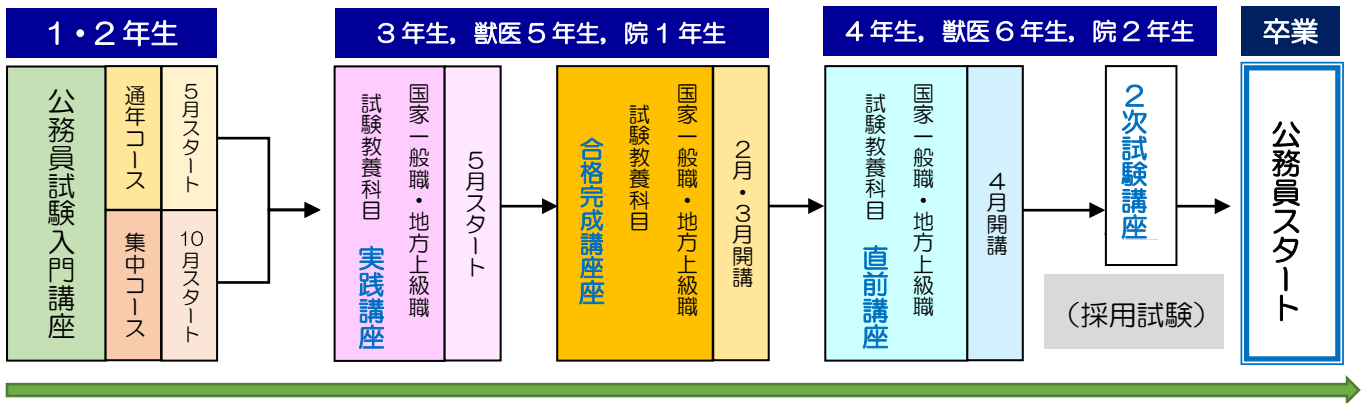 1・2年生
公務員試験入門講座
通年コース
5月スタート
集中コース
10月スタート
3年生，獣医5年生，院1年生
国家一般職・地方上級職
試験教養科目 実践講座
5月スタート
国家一般職・地方上級職
試験教養科目
合格完成講座座
2月・3月開講
4年生，獣医6年生，院2年生
国家一般職・地方上級職
試験教養科目 直前講座
4月開講
2次試験講座
（採用試験）
卒業
公務員スタート